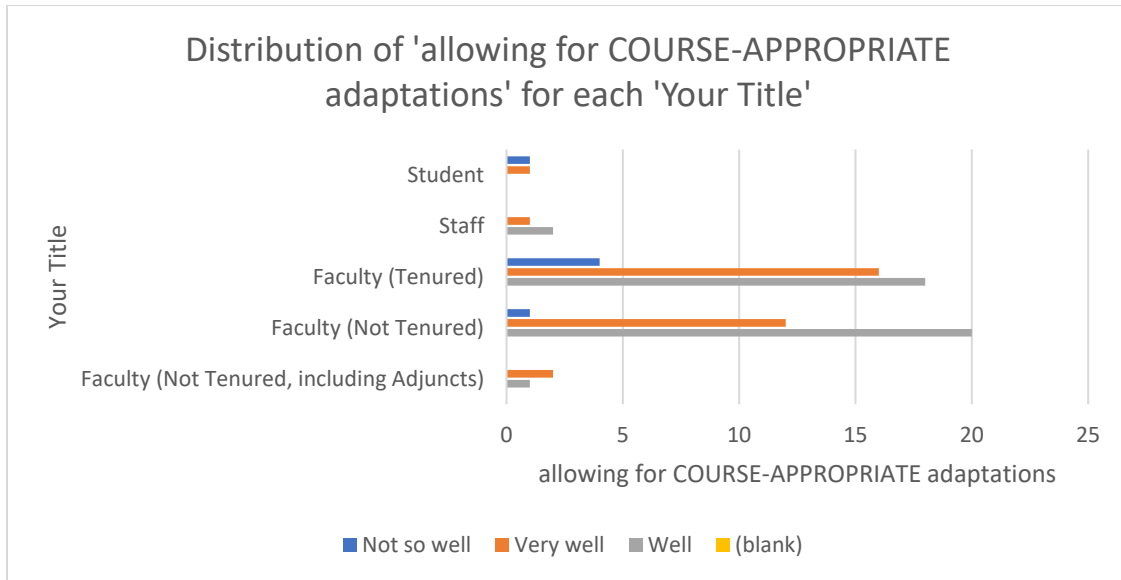 Distribution of 'allowing for COURSE-APPROPRIATE
adaptations' for each 'Your Title'
Your Title
Student
Staff
Faculty (Tenured)
Faculty (Not Tenured)
Faculty (Not Tenured, including Adjuncts)
0 5 10 15 20 25
allowing for COURSE-APPROPRIATE adaptations
Not so well Very well Well (blank)